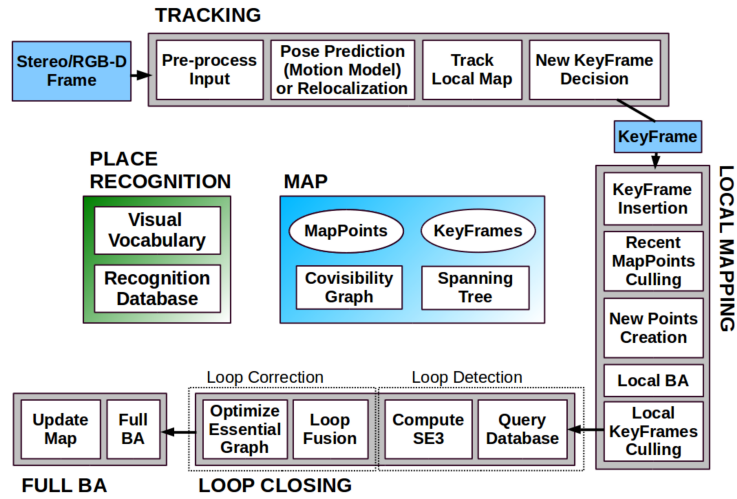 TRACKING
Stereo/RGB-D
Frame
Pre-process
Input
Pose Prediction
(Motion Model)
or Relocalization
Track
Local Map
New KeyFrame
Decision
KeyFrame
PLACE
RECOGNITION
Visual
Vocabulary
Recognition
Database
MAP
MapPoints
KeyFrames
Covisibility
Graph
Spanning
Tree
LOCAL MAPPING
KeyFrame
Insertion
Recent
MapPoints
Culling
New Points
Creation
Local BA
Local
KeyFrames
Culling
Loop Correction
Loop Detection
Optimize
Essential
Graph
Loop
Fusion
Compute
SE3
Query
Database
LOOP CLOSING
Update
Map
Full
BA
FULL BA